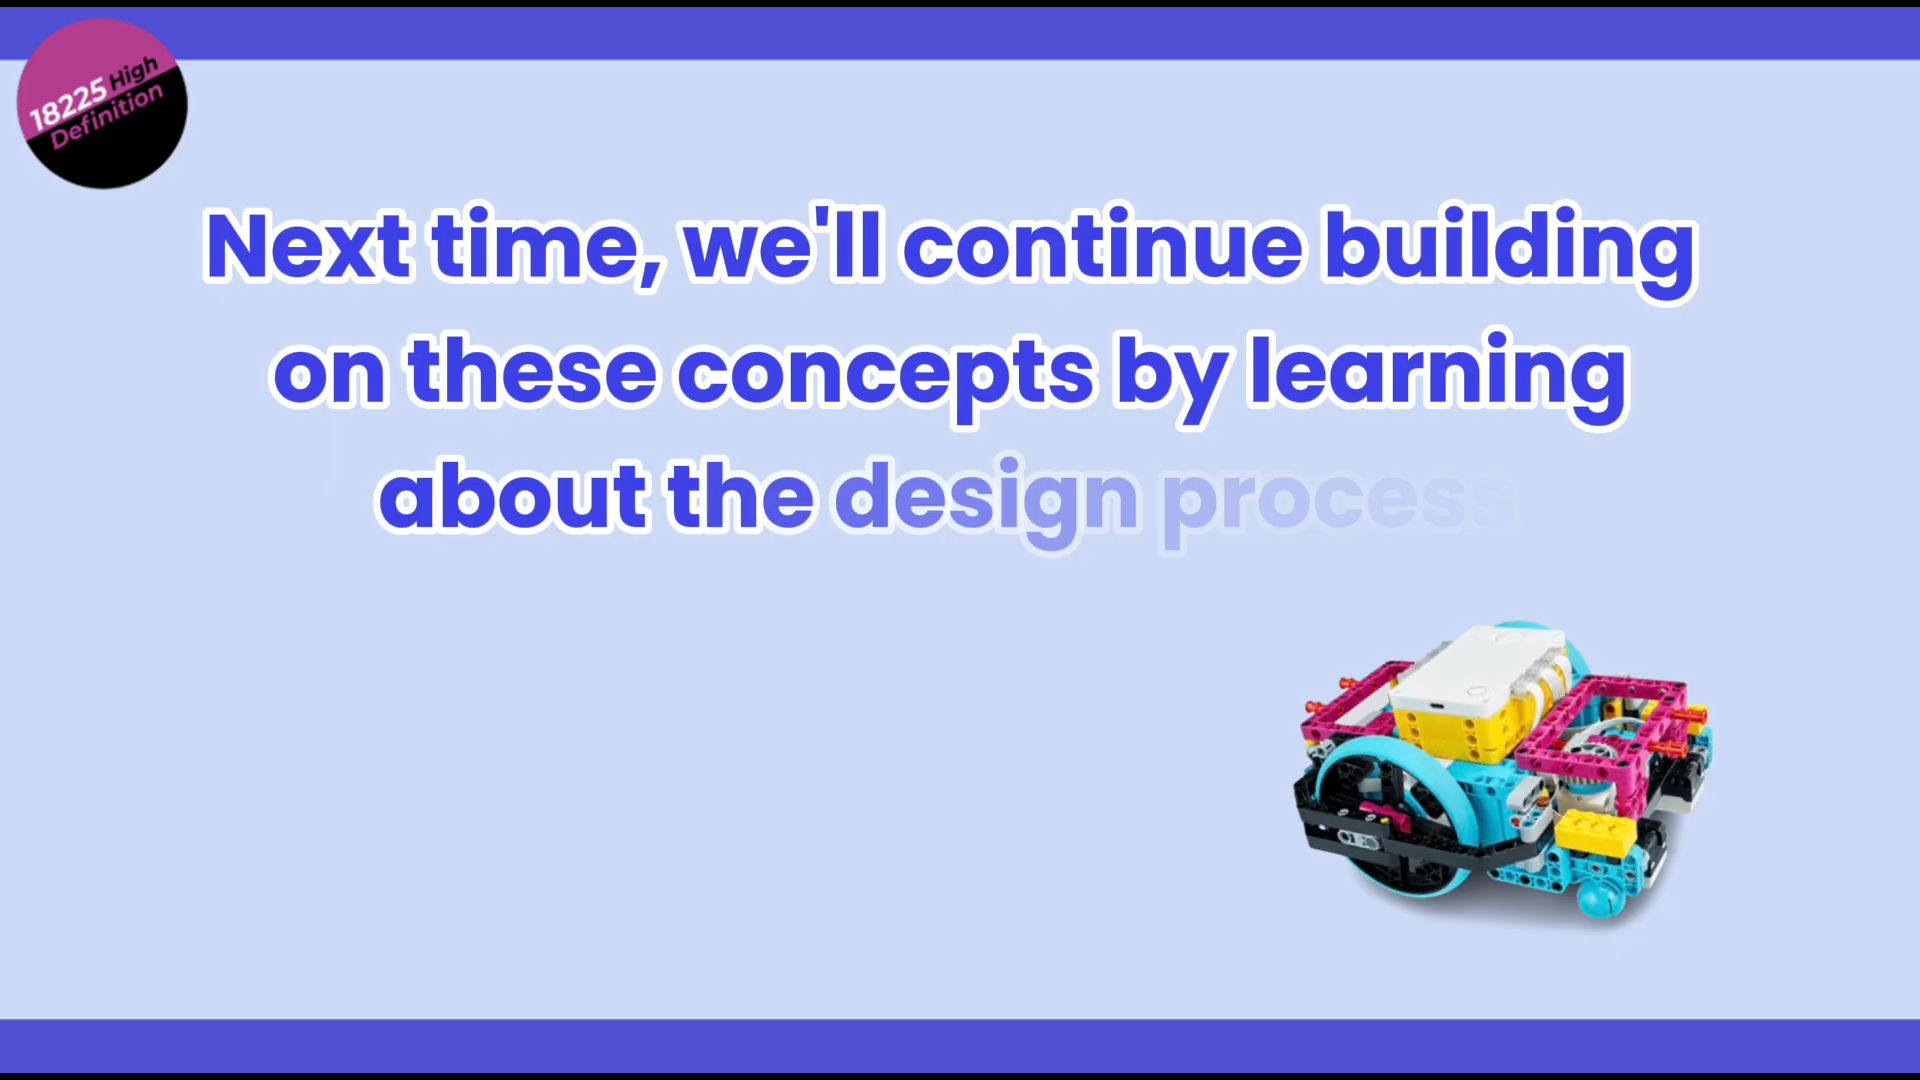 18225 High
Definition
Next time, we'll continue building
on these concepts by learning
about the design process.